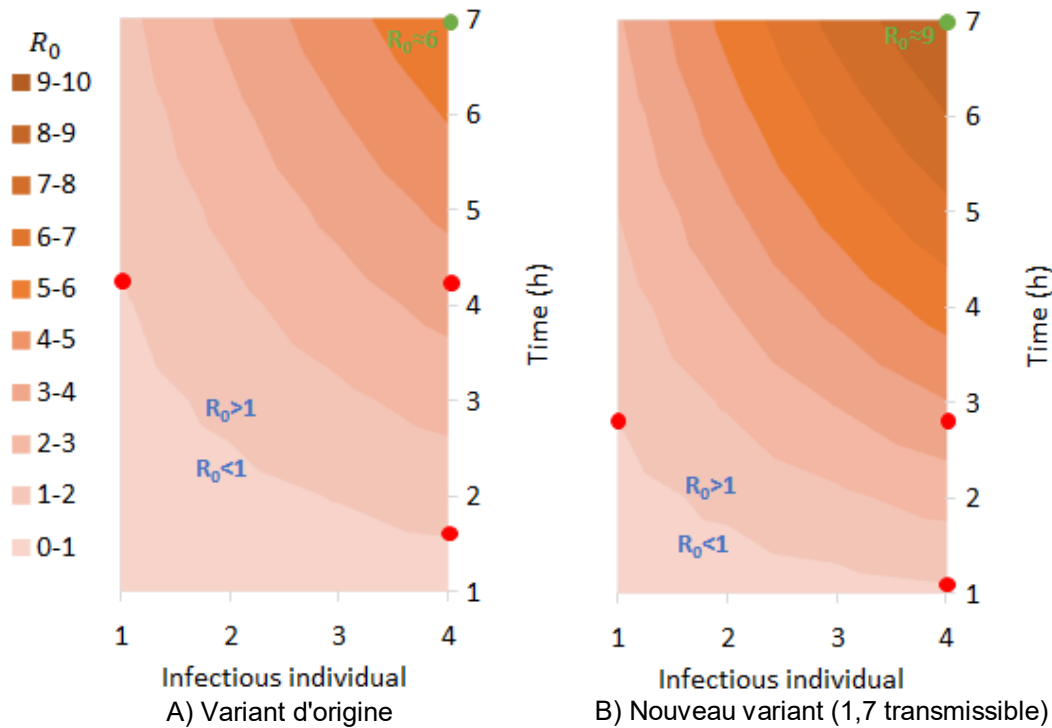 R₀
9-10
8-9
7-8
6-7
5-6
4-5
3-4
2-3
1-2
0-1
R₀≈6
R₀>1
R₀<1
7
6
5
4
3
2
1
Time (h)
1 2 3 4
Infectious individual
A) Variant d'origine
R₀≈9
R₀>1
R₀<1
7
6
5
4
3
2
1
Time (h)
1 2 3 4
Infectious individual
B) Nouveau variant (1,7 transmissible)